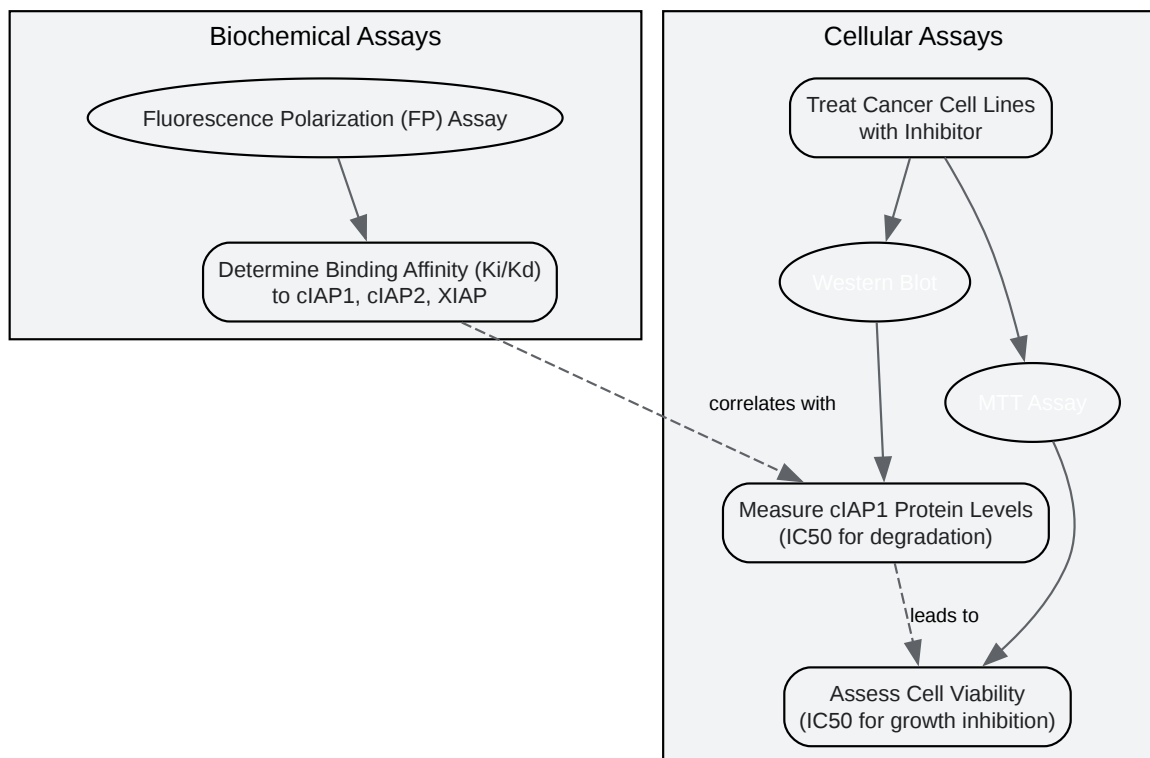 Biochemical Assays
Fluorescence Polarization (FP) Assay
Determine Binding Affinity (Ki/Kd)
to cIAP1, cIAP2, XIAP
correlates with
Cellular Assays
Treat Cancer Cell Lines
with Inhibitor
Western Blot
MTT Assay
Measure cIAP1 Protein Levels
(IC50 for degradation)
leads to
Assess Cell Viability
(IC50 for growth inhibition)